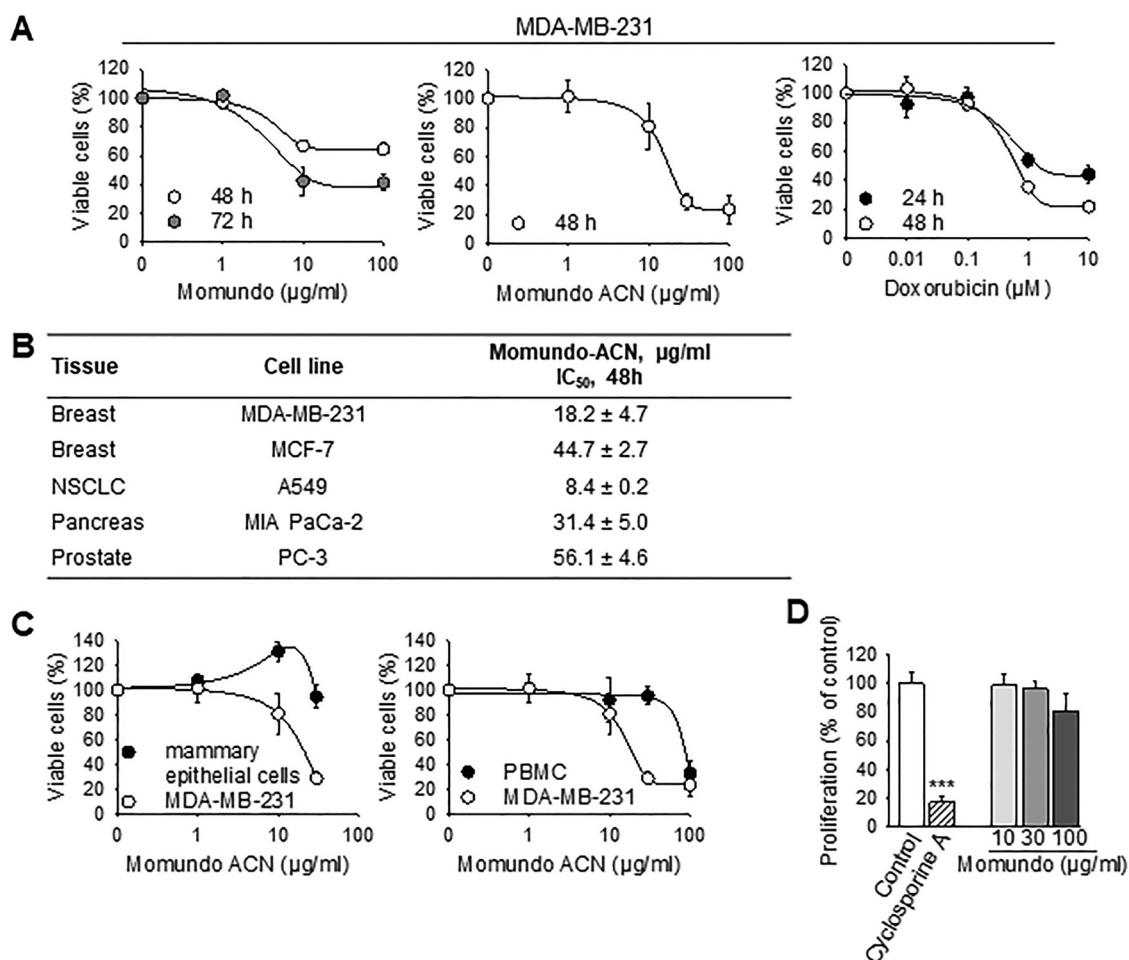 A
MDA-MB-231
Viable cells (%)
120
100
80
60
40
20
0
48 h
72 h
0 1 10 100
Momundo (µg/ml)
Viable cells (%)
120
100
80
60
40
20
0
48 h
0 1 10 100
Momundo ACN (µg/ml)
Viable cells (%)
120
100
80
60
40
20
0
24 h
48 h
0 0.01 0.1 1 10
Doxorubicin (µM)
B
Tissue Cell line Momundo-ACN, µg/ml
IC50, 48h
Breast MDA-MB-231 18.2 ± 4.7
Breast MCF-7 44.7 ± 2.7
NSCLC A549 8.4 ± 0.2
Pancreas MIA PaCa-2 31.4 ± 5.0
Prostate PC-3 56.1 ± 4.6
C
Viable cells (%)
140
120
100
80
60
40
20
0
mammary
epithelial cells
MDA-MB-231
0 1 10 100
Momundo ACN (µg/ml)
Viable cells (%)
140
120
100
80
60
40
20
0
PBMC
MDA-MB-231
0 1 10 100
Momundo ACN (µg/ml)
D
Proliferation (% of control)
120
100
80
60
40
20
0
***
Control
Cyclosporine A
10 30 100
Momundo (µg/ml)